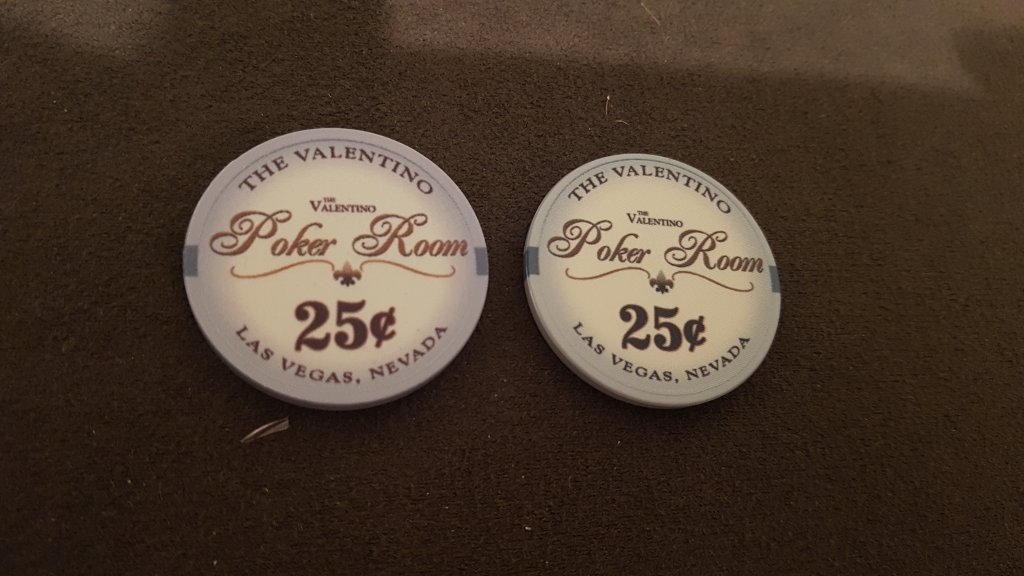 THE VALENTINO
THE
VALENTINO
Poker Room
25¢
LAS VEGAS, NEVADA
THE VALENTINO
THE
VALENTINO
Poker Room
25¢
LAS VEGAS, NEVADA